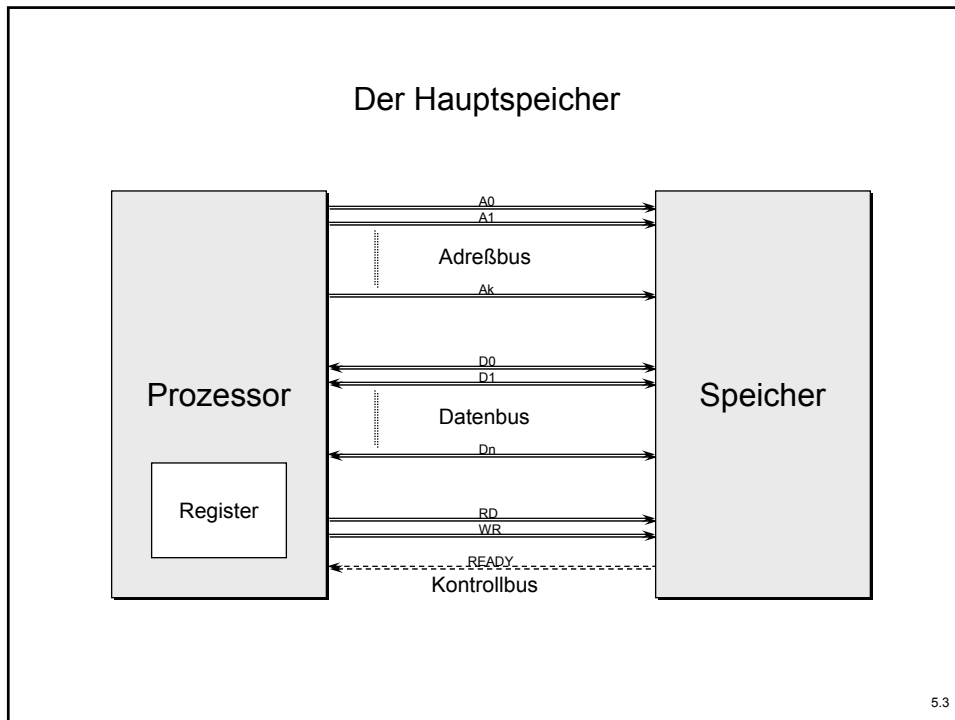 Der Hauptspeicher
A0
A1
Adreßbus
Ak
D0
D1
Prozessor
Speicher
Datenbus
Dn
Register
RD
WR
READY
Kontrollbus
5.3